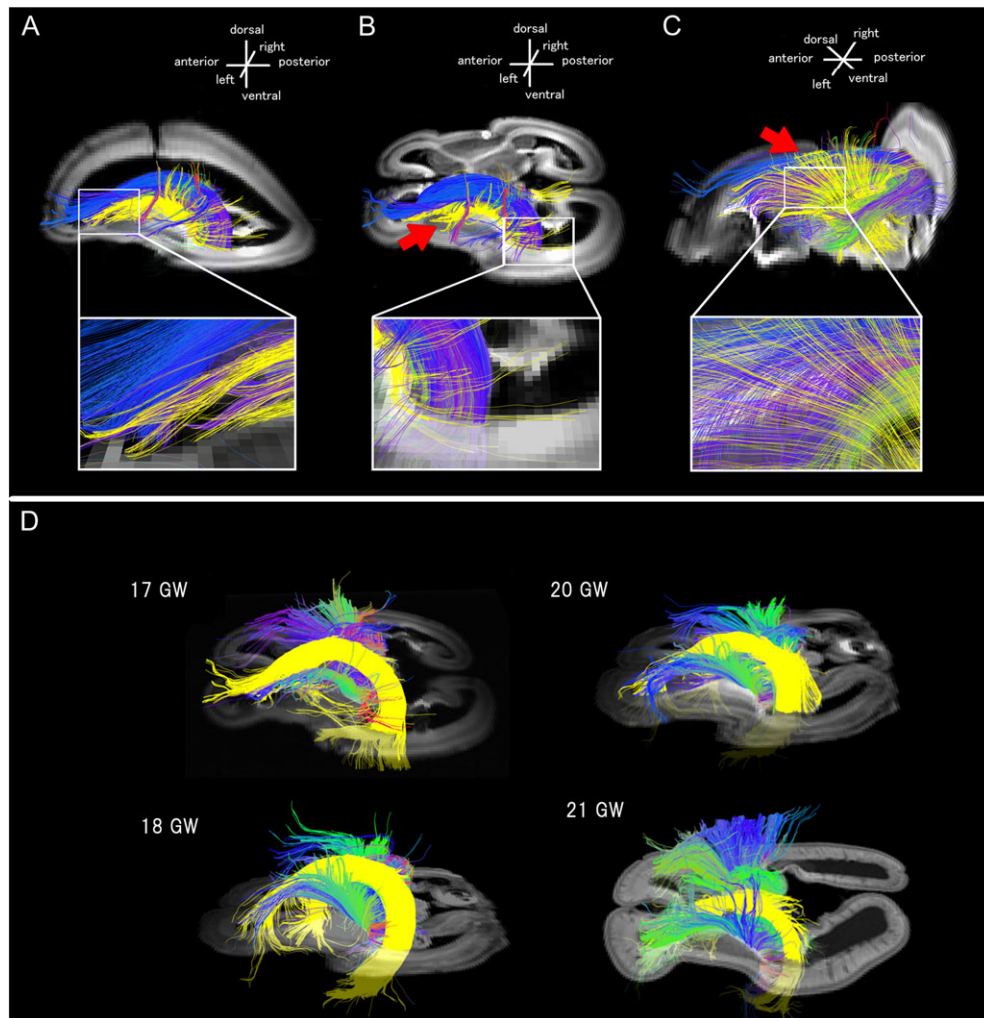 A
dorsal
right
anterior
posterior
left
ventral
B
dorsal
right
anterior
posterior
left
ventral
C
dorsal
right
anterior
posterior
left
ventral
D
17 GW
20 GW
18 GW
21 GW